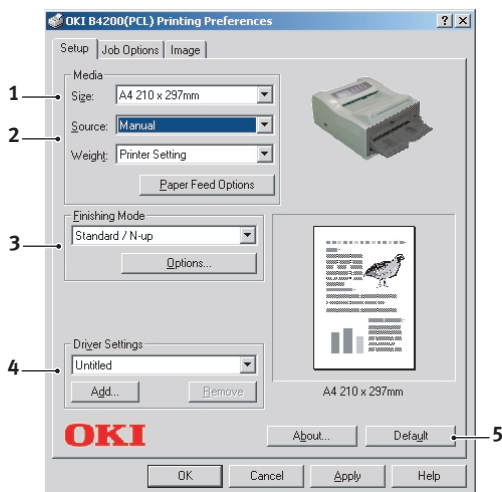 OKI B4200(PCL) Printing Preferences
Setup Job Options Image
Media
1 Size: A4 210 x 297mm
2 Source: Manual
Weight: Printer Setting
Paper Feed Options
Finishing Mode
3 Standard / N-up
Options...
Driver Settings
4 Untitled
Add... Remove
A4 210 x 297mm
OKI About... Default 5
OK Cancel Apply Help